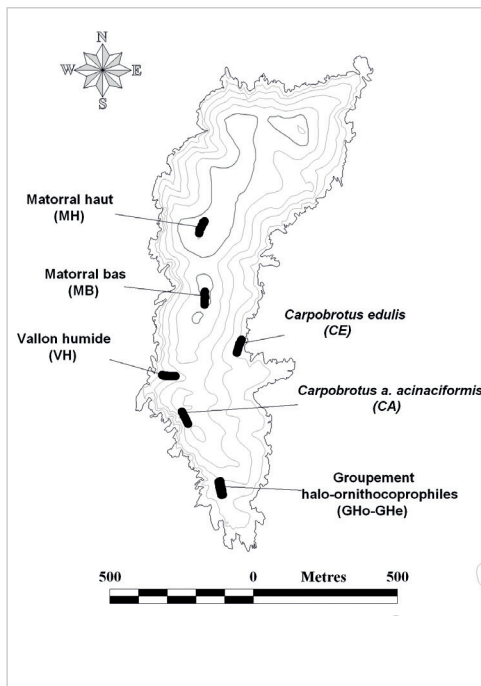 N
W E
S
Matorral haut
(MH)
Matorral bas
(MB)
Carpobrotus edulis
(CE)
Vallon humide
(VH)
Carpobrotus a. acinaciformis
(CA)
Groupement
halo-ornithocoprophiles
(GHo-GHe)
500 0 Metres 500